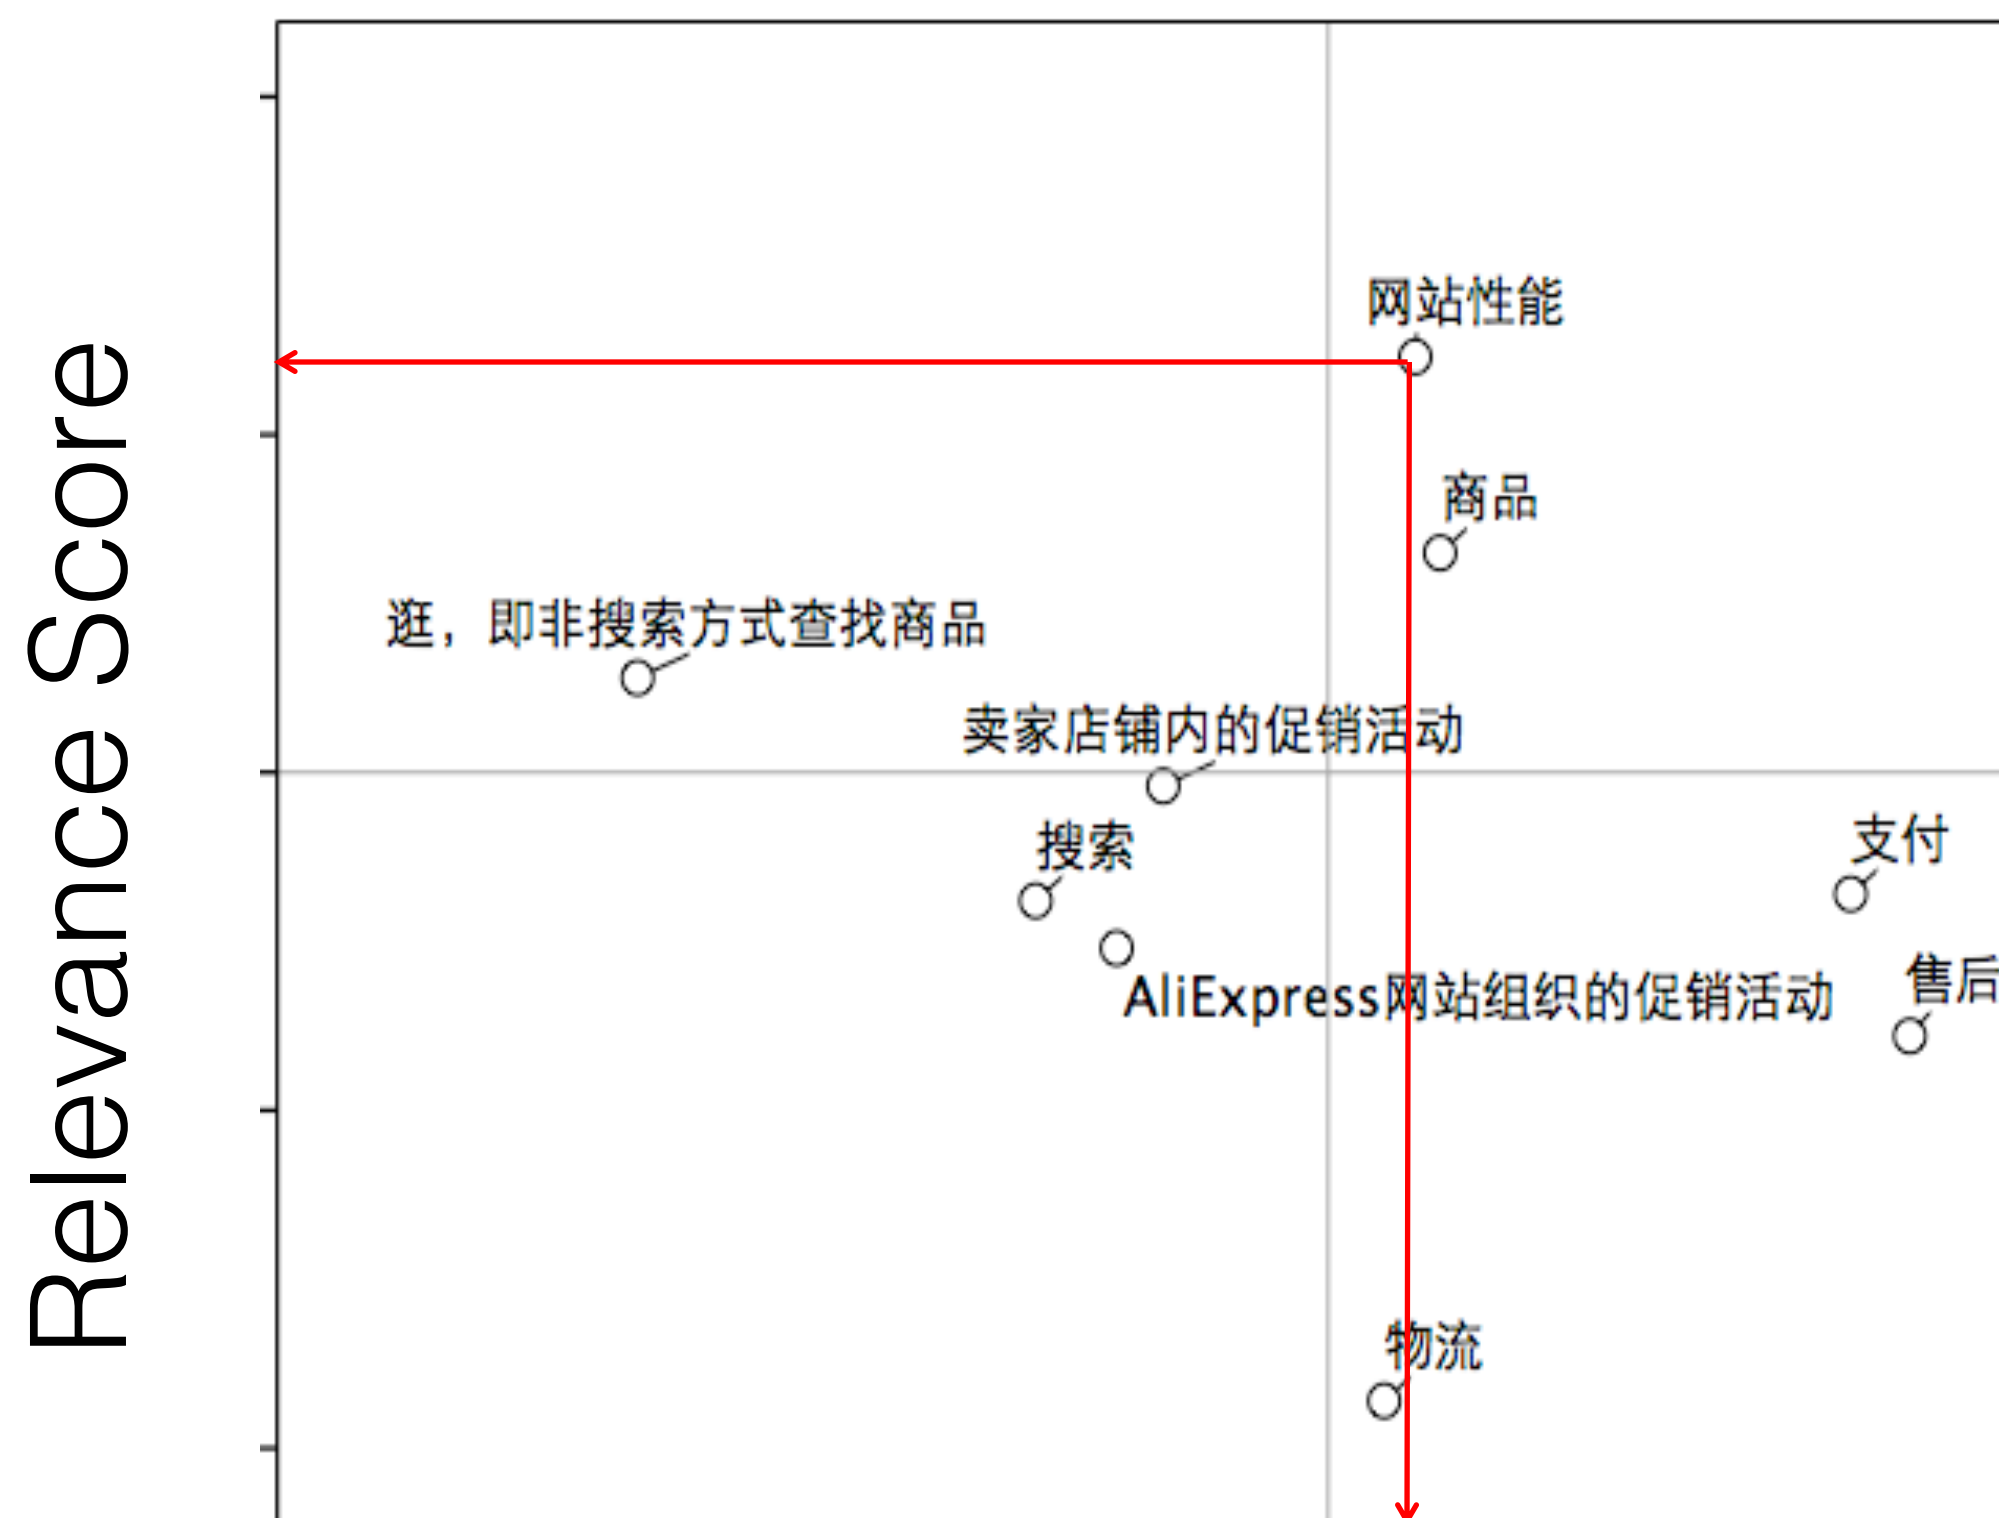 Relevance Score
网站性能
商品
逛，即非搜索方式查找商品
卖家店铺内的促销活动
搜索
支付
AliExpress网站组织的促销活动
售后
物流